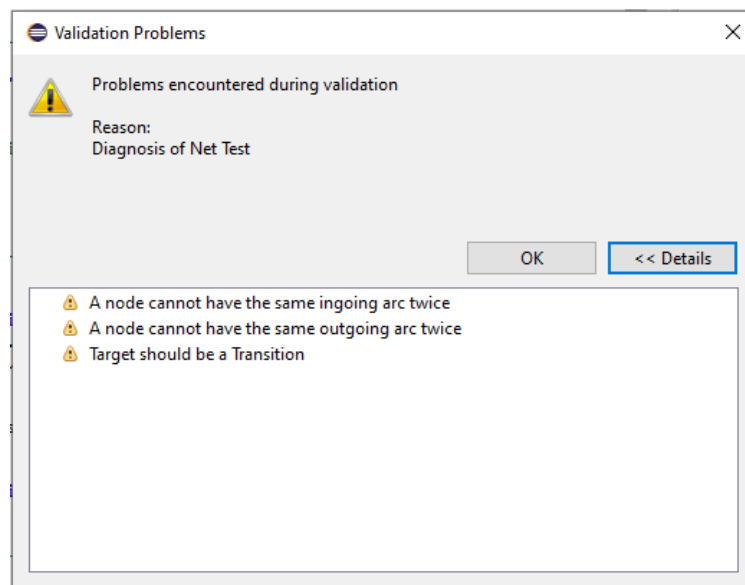 Validation Problems
Problems encountered during validation
Reason:
Diagnosis of Net Test
OK
<< Details
A node cannot have the same ingoing arc twice
A node cannot have the same outgoing arc twice
Target should be a Transition